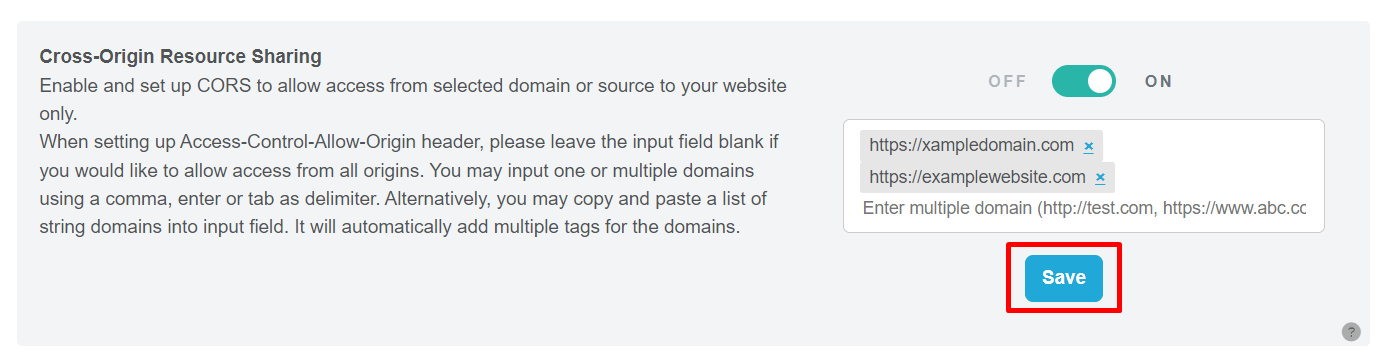 Cross-Origin Resource Sharing
Enable and set up CORS to allow access from selected domain or source to your website
only.
When setting up Access-Control-Allow-Origin header, please leave the input field blank if
you would like to allow access from all origins. You may input one or multiple domains
using a comma, enter or tab as delimiter. Alternatively, you may copy and paste a list of
string domains into input field. It will automatically add multiple tags for the domains.
OFF ON
https://xampledomain.com ×
https://examplewebsite.com ×
Enter multiple domain (http://test.com, https://www.abc.cc
Save
?